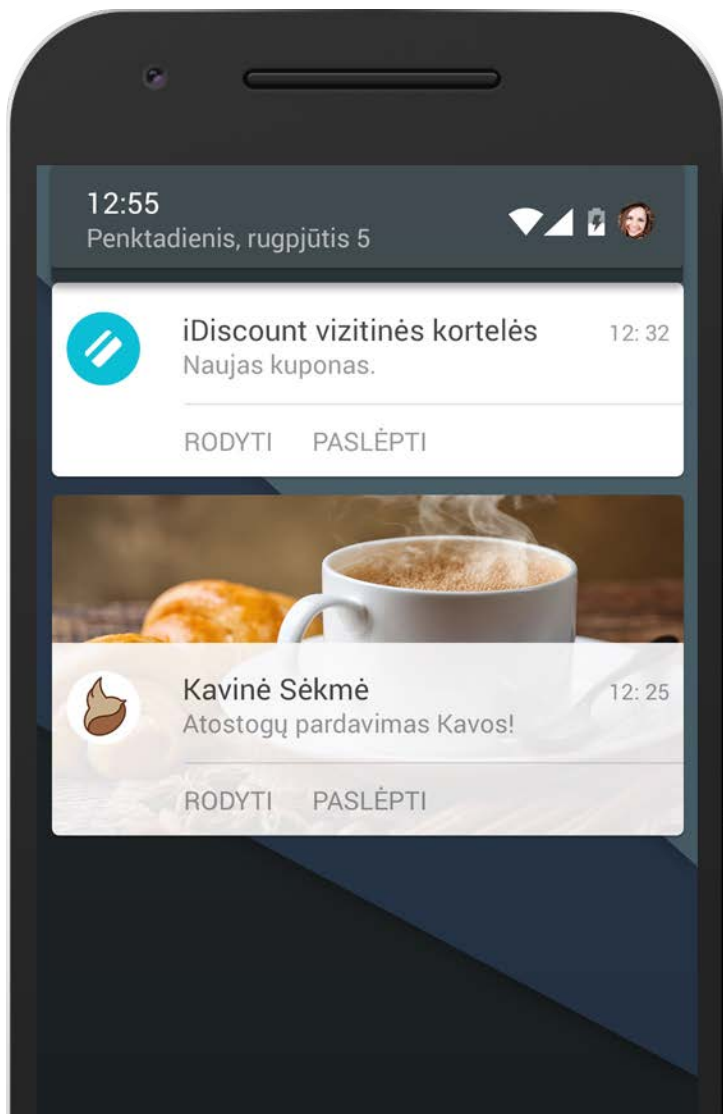 12:55
Penktadienis, rugpjūtis 5
iDiscount vizitinės kortelės 12: 32
Naujas kuponas.
RODYTI PASLĖPTI
Kavinė Sėkmė 12: 25
Atostogų pardavimas Kavos!
RODYTI PASLĖPTI